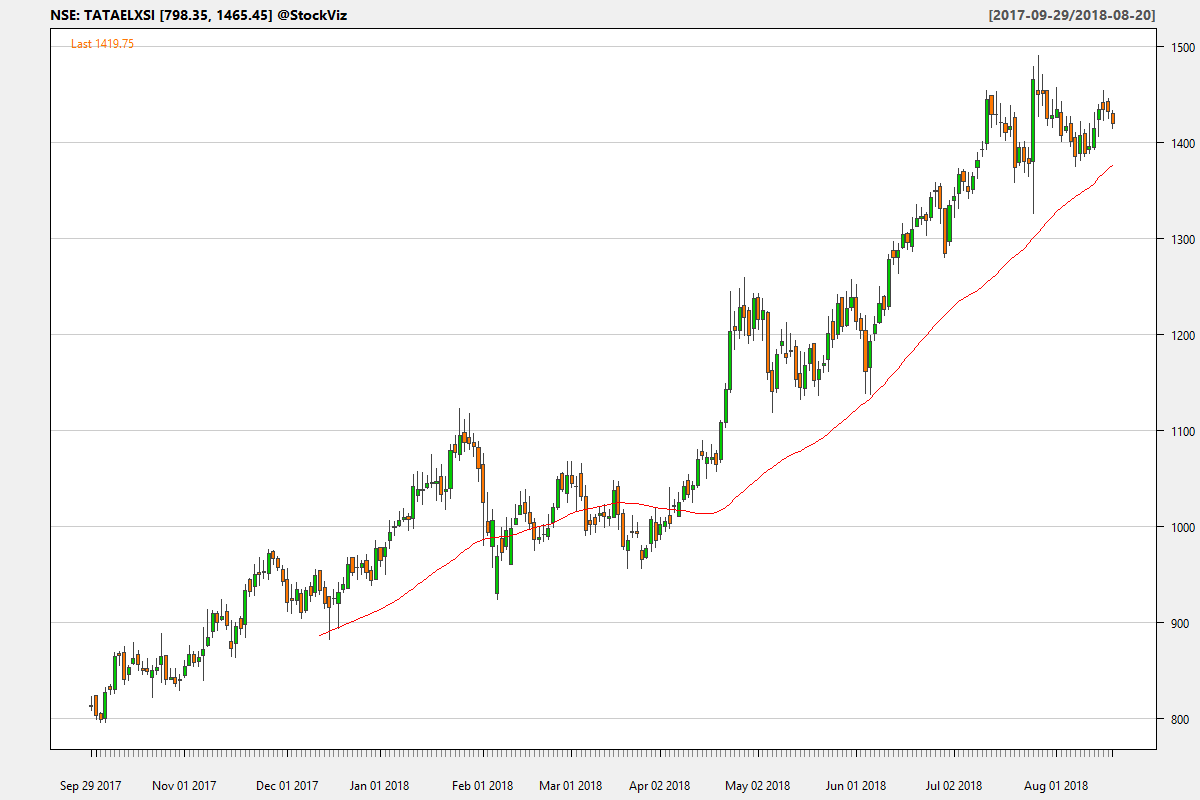 NSE: TATAELXSI [798.35, 1465.45] @StockViz [2017-09-29/2018-08-20]
Last 1419.75
1500
1400
1300
1200
1100
1000
900
800
Sep 29 2017 Nov 01 2017 Dec 01 2017 Jan 01 2018 Feb 01 2018 Mar 01 2018 Apr 02 2018 May 02 2018 Jun 01 2018 Jul 02 2018 Aug 01 2018